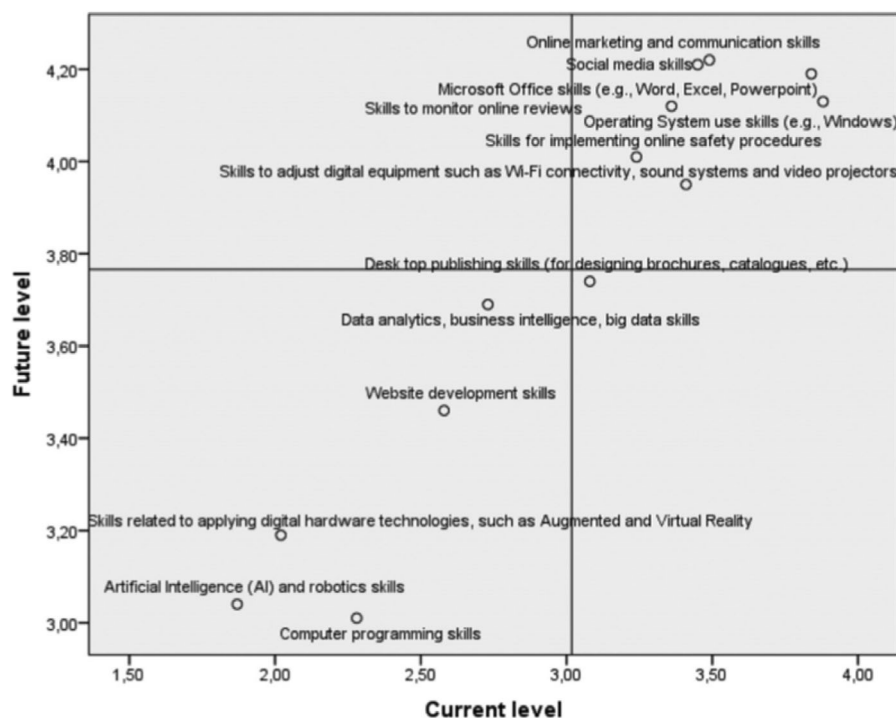 Online marketing and communication skills
4,20
Social media skills
Microsoft Office skills (e.g., Word, Excel, Powerpoint)
Skills to monitor online reviews
Operating System use skills (e.g., Windows)
Skills for implementing online safety procedures
4,00
Skills to adjust digital equipment such as Wi-Fi connectivity, sound systems and video projectors
3,80
Desk top publishing skills (for designing brochures, catalogues, etc.)
Data analytics, business intelligence, big data skills
3,60
Future level
Website development skills
3,40
Skills related to applying digital hardware technologies, such as Augmented and Virtual Reality
3,20
Artificial Intelligence (AI) and robotics skills
3,00
Computer programming skills
1,50 2,00 2,50 3,00 3,50 4,00
Current level